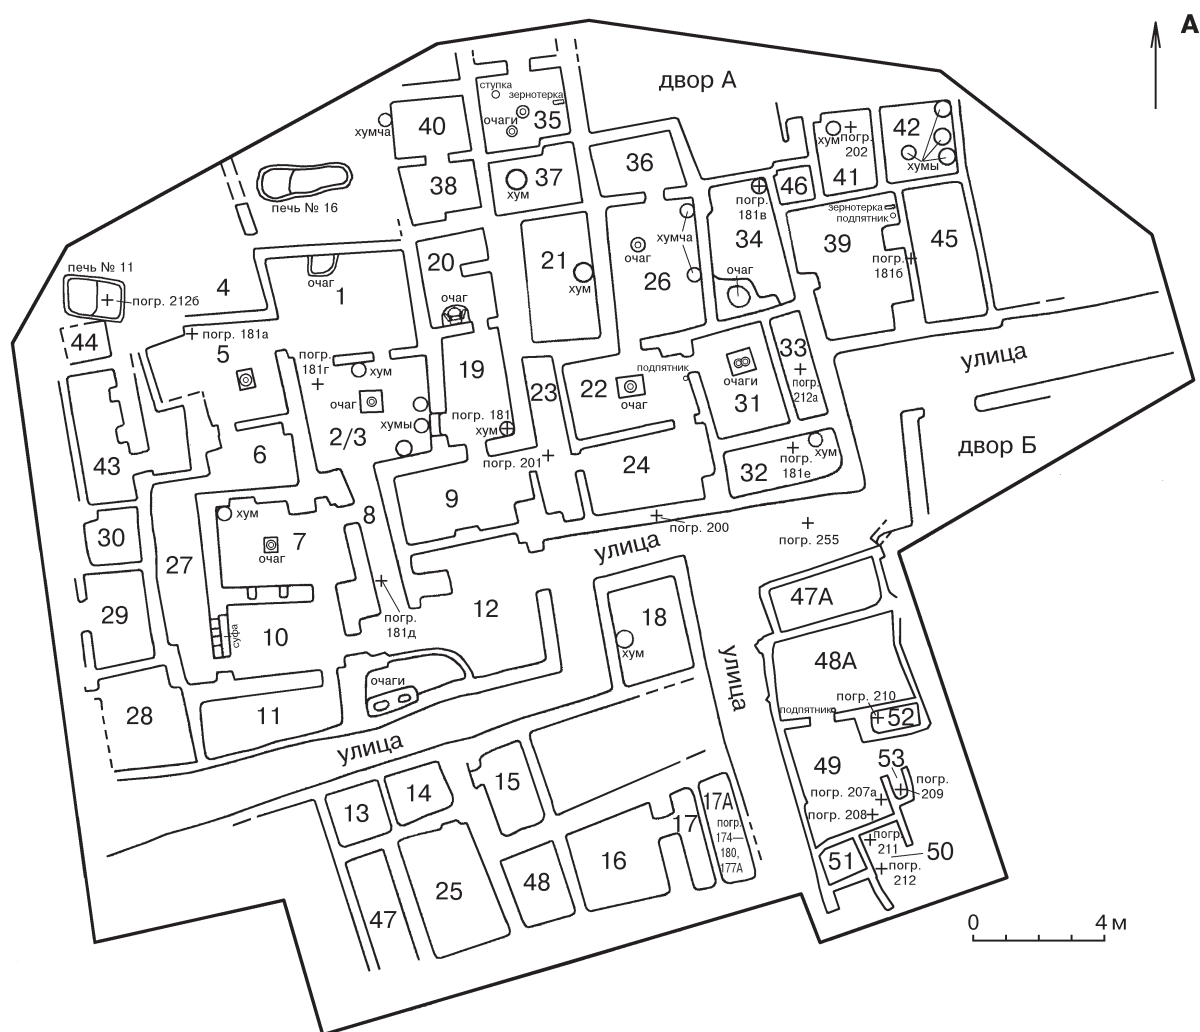 А
двор А
ступка
зернотерка
очаги
35
хумча
40
42
хумы
хум
погр.
202
41
36
37
хум
38
46
печь № 16
погр.
181в
34
зернотерка
подпятник
39
45
погр.
181б
хумча
очаг
26
очаг
21
хум
20
очаг
очаг
1
4
печь № 11
погр. 212б
44
погр. 181а
5
погр.
181г
хум
очаг
хумы
2/3
19
погр. 181
хум
23
22
очаг
подпятник
очаги
31
33
погр.
212а
улица
двор Б
43
6
погр. 201
24
32
погр.
181е
хум
9
8
хум
7
очаг
30
27
погр. 200
погр. 255
улица
29
суфа
10
погр.
181д
12
18
хум
47А
48А
улица
28
11
очаги
погр. 210
подпятник
52
улица
49
53
погр.
209
погр. 207а
погр. 208
погр.
211
50
51
погр.
212
13
14
15
17
17А
погр.
174—
180,
177А
16
25
48
47
0
4 м